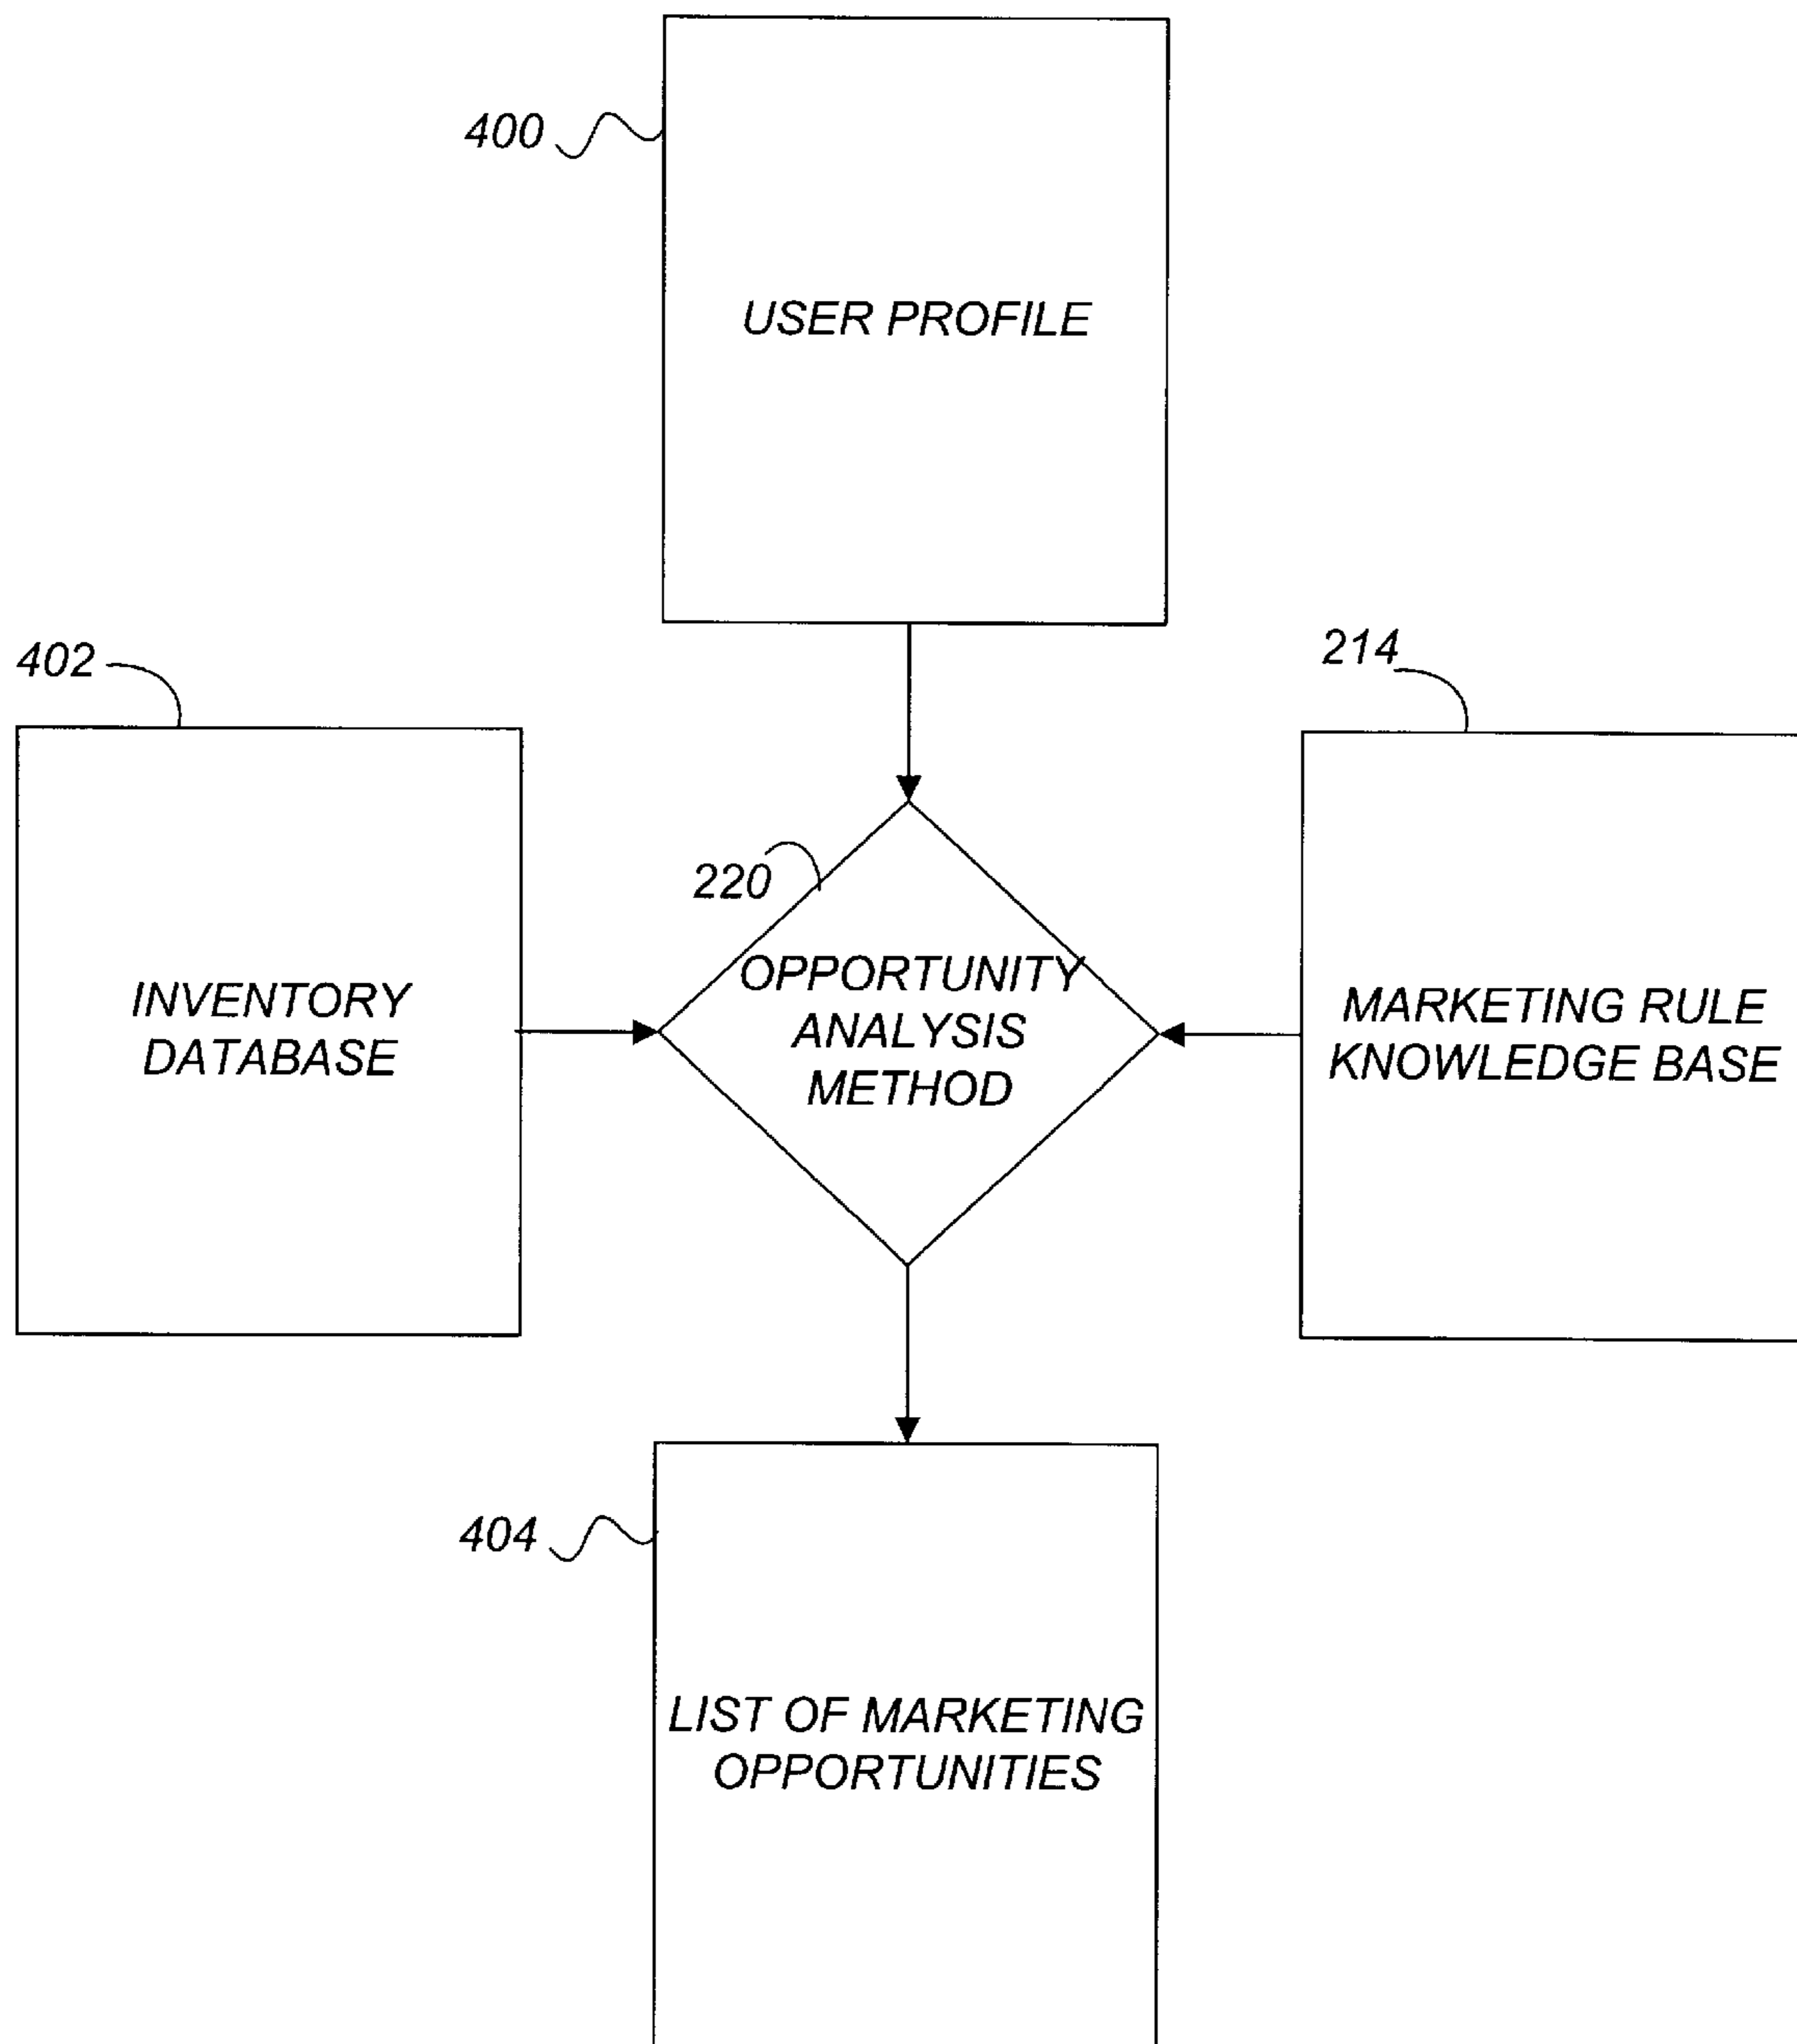 400
USER PROFILE
402
214
220
INVENTORY
DATABASE
OPPORTUNITY
ANALYSIS
METHOD
MARKETING RULE
KNOWLEDGE BASE
404
LIST OF MARKETING
OPPORTUNITIES